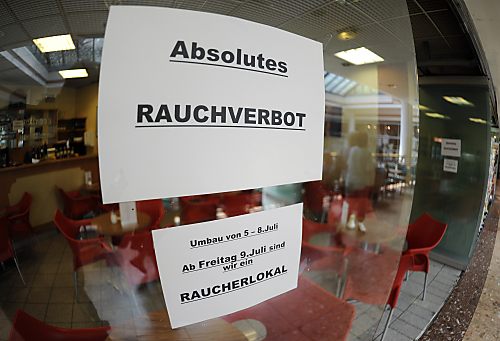 Absolutes
RAUCHVERBOT
Umbau von 5 – 8.Juli
Ab Freitag 9.Juli sind
wir ein
RAUCHERLOKAL